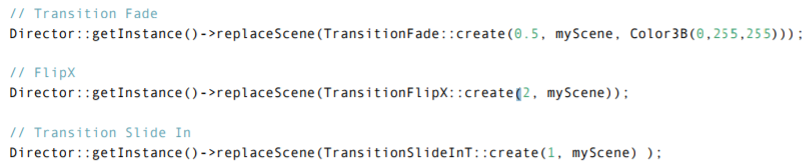 // Transition Fade
Director::getInstance()->replaceScene(TransitionFade::create(0.5, myScene, Color3B(0,255,255)));
// FlipX
Director::getInstance()->replaceScene(TransitionFlipX::create(2, myScene));
// Transition Slide In
Director::getInstance()->replaceScene(TransitionSlideInT::create(1, myScene) );